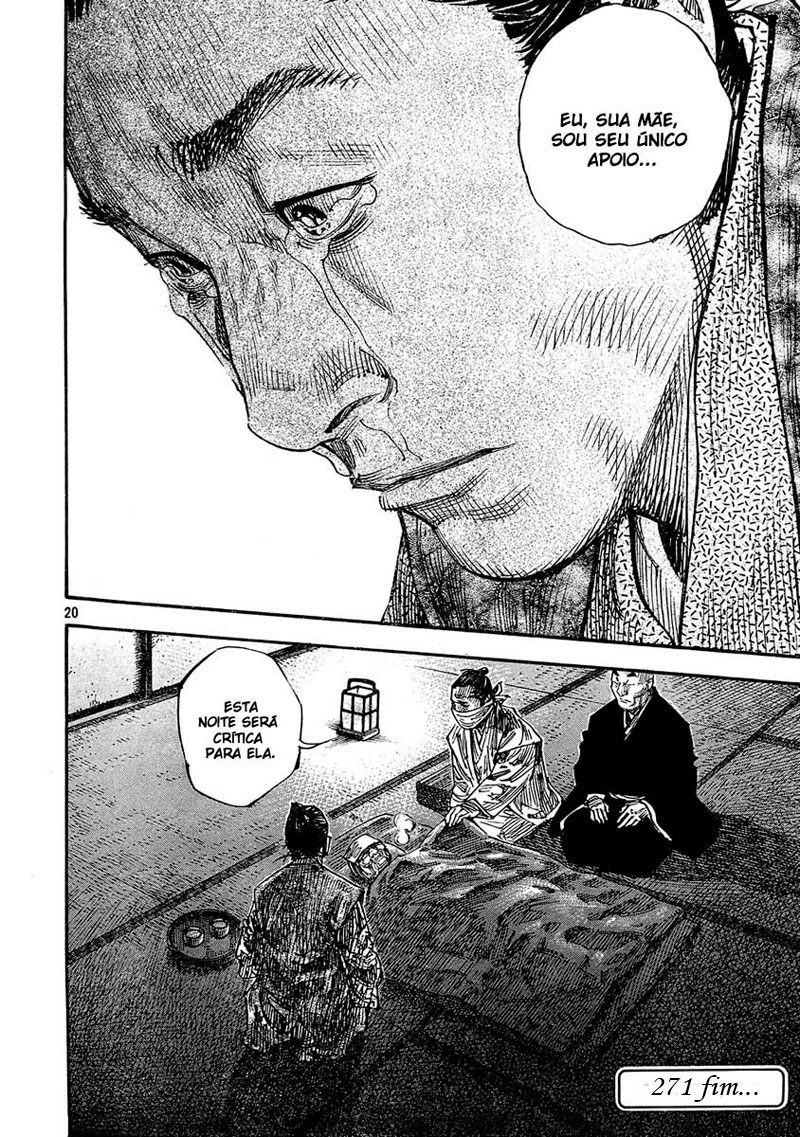 EU, SUA MÃE,
SOU SEU ÚNICO
APOIO...
20
ESTA
NOITE SERÁ
CRÍTICA
PARA ELA.
271 fim...